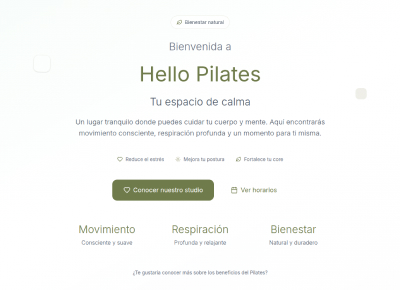 Bienestar natural
Bienvenida a
Hello Pilates
Tu espacio de calma
Un lugar tranquilo donde puedes cuidar tu cuerpo y mente. Aquí encontrarás
movimiento consciente, respiración profunda y un momento para ti misma.
Reduce el estrés Mejora tu postura Fortalece tu core
Conocer nuestro studio Ver horarios
Movimiento Respiración Bienestar
Consciente y suave Profunda y relajante Natural y duradero
¿Te gustaría conocer más sobre los beneficios del Pilates?